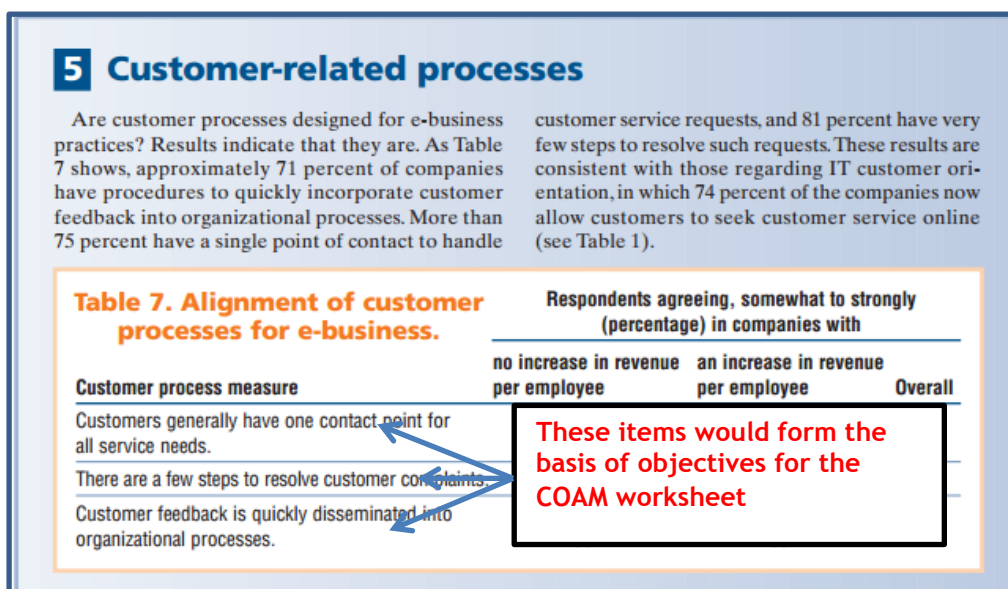 5 Customer-related processes
Are customer processes designed for e-business
practices? Results indicate that they are. As Table
7 shows, approximately 71 percent of companies
have procedures to quickly incorporate customer
feedback into organizational processes. More than
75 percent have a single point of contact to handle
customer service requests, and 81 percent have very
few steps to resolve such requests. These results are
consistent with those regarding IT customer ori-
entation, in which 74 percent of the companies now
allow customers to seek customer service online
(see Table 1).
Table 7. Alignment of customer
processes for e-business.
Respondents agreeing, somewhat to strongly
(percentage) in companies with
Customer process measure
no increase in revenue
per employee
an increase in revenue
per employee
Overall
Customers generally have one contact point for
all service needs.
There are a few steps to resolve customer complaints.
Customer feedback is quickly disseminated into
organizational processes.
These items would form the
basis of objectives for the
COAM worksheet